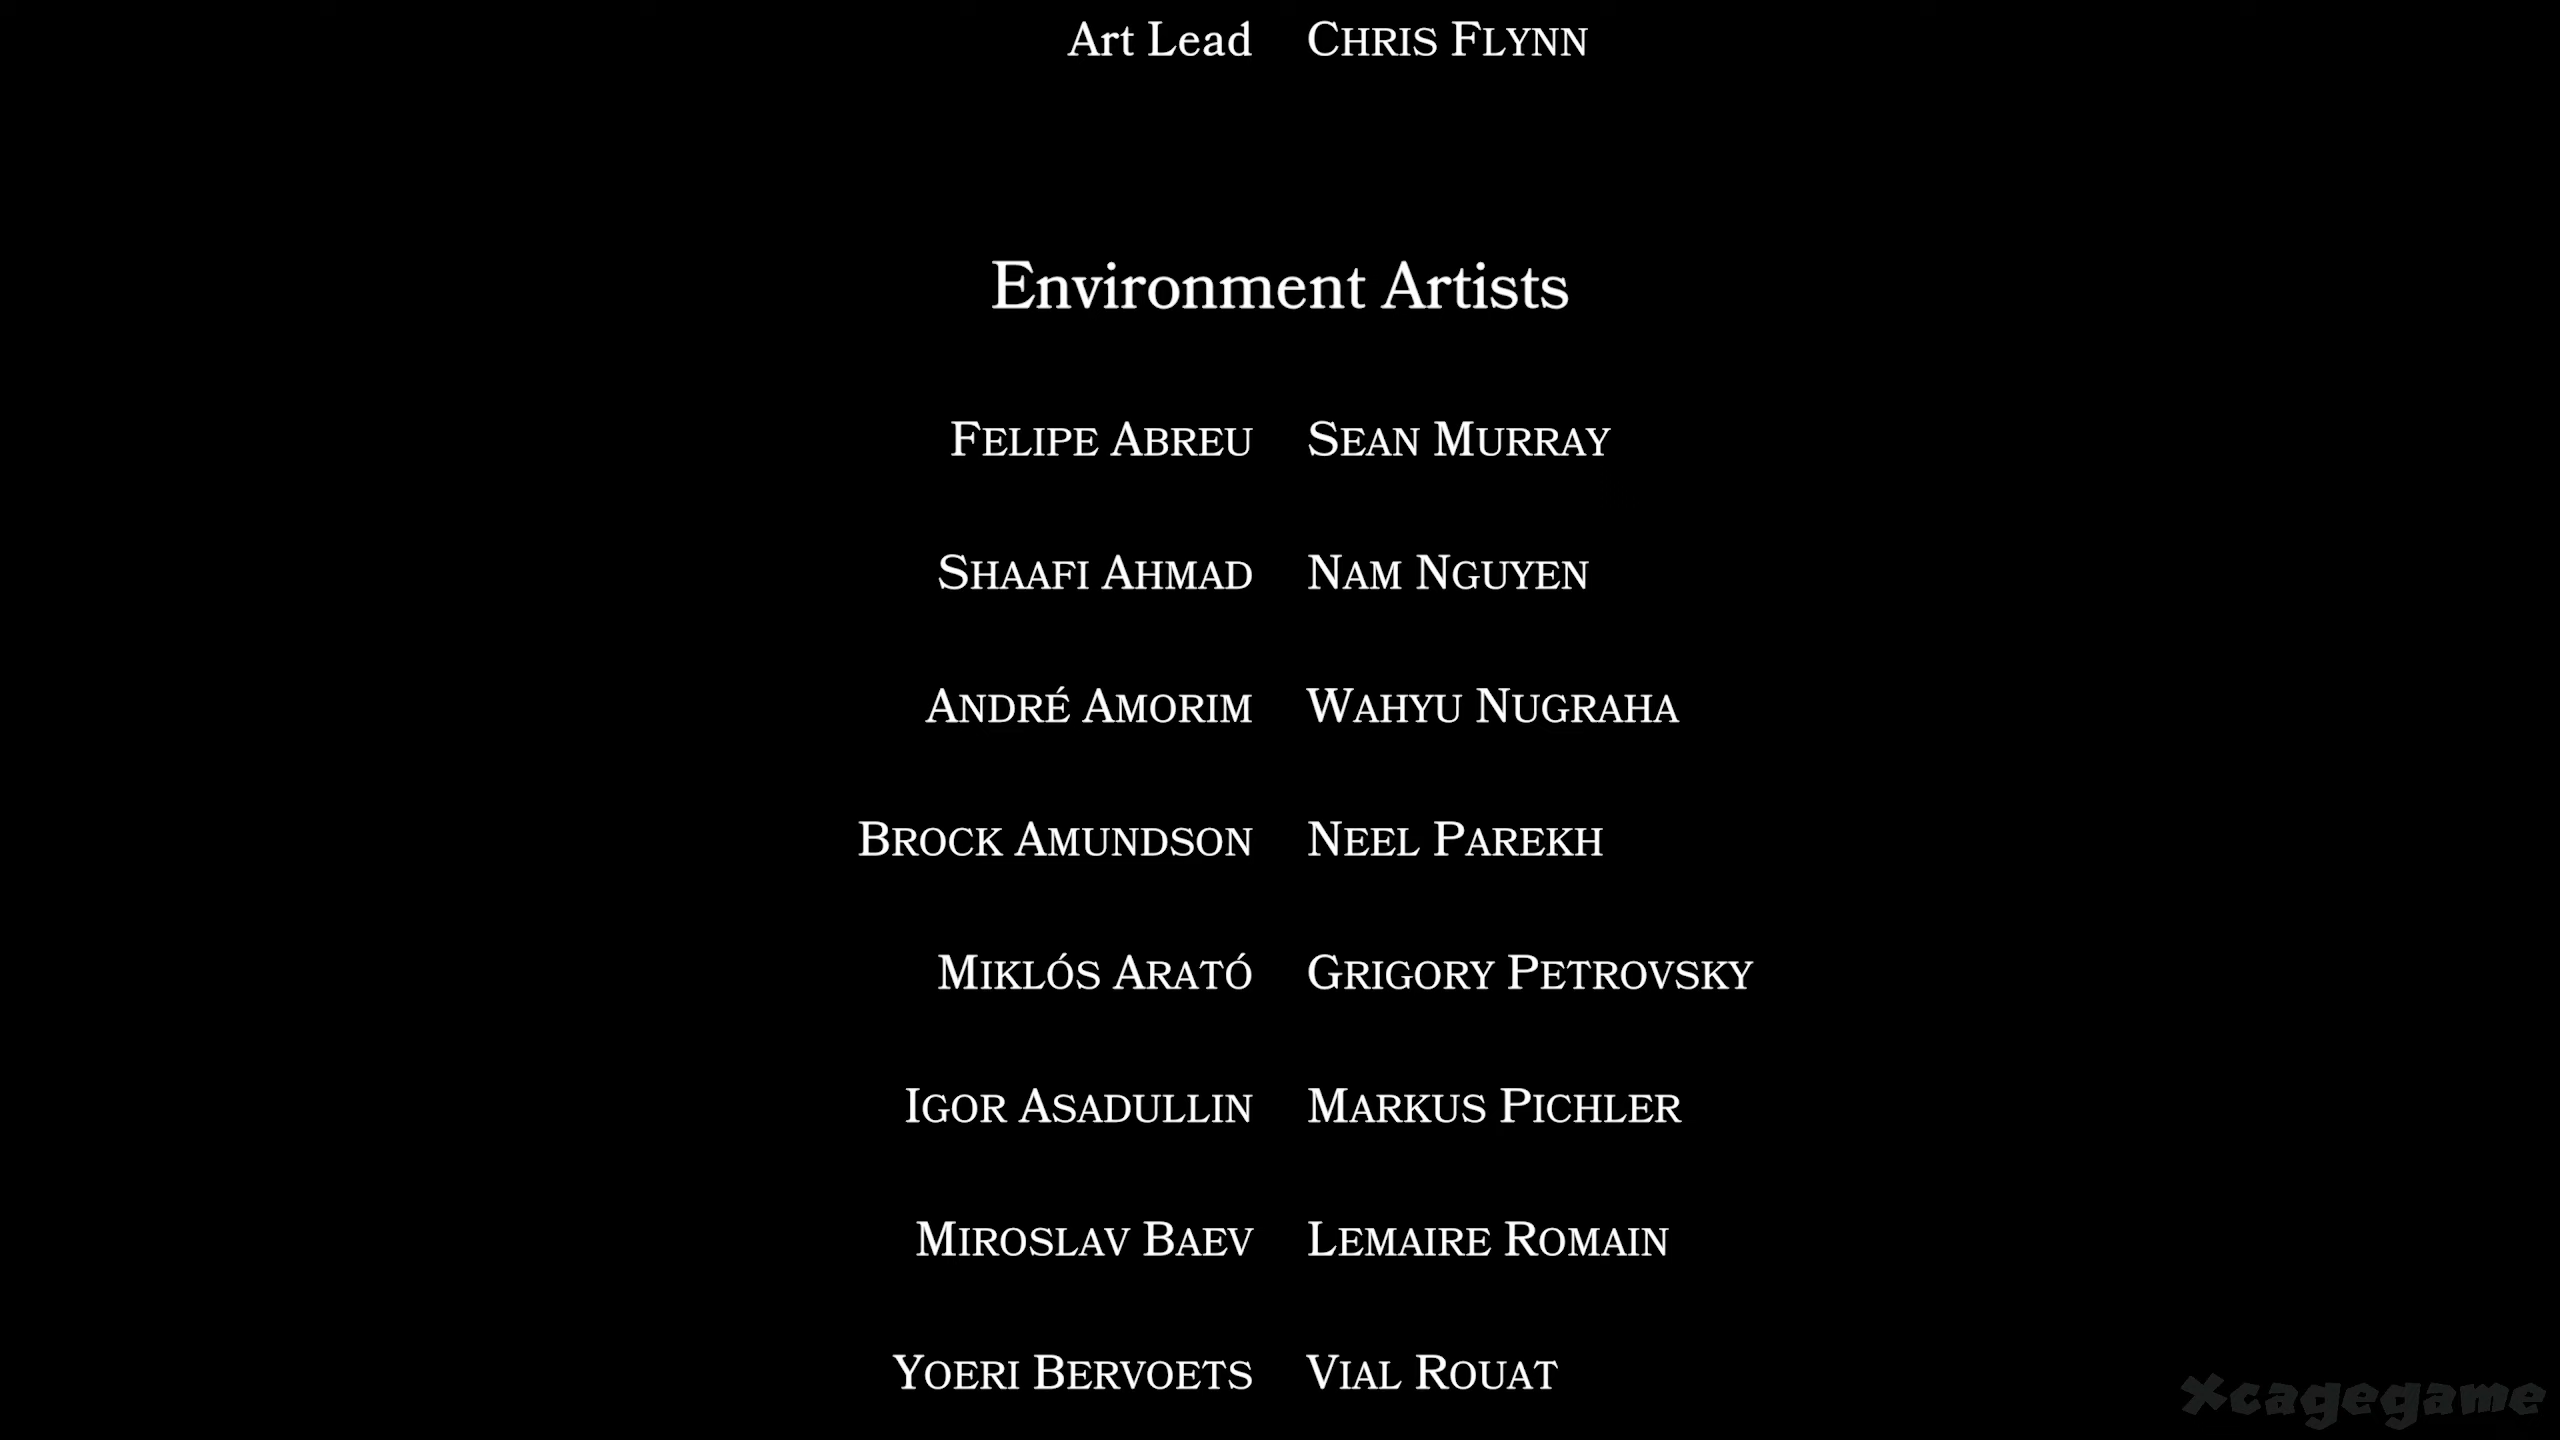 Art Lead CHRIS FLYNN
Environment Artists
FELIPE ABREU SEAN MURRAY
SHAAFI AHMAD NAM NGUYEN
ANDRÉ AMORIM WAHYU NUGRAHA
BROCK AMUNDSON NEEL PAREKH
MIKLÓS ARATÓ GRIGORY PETROVSKY
IGOR ASADULLIN MARKUS PICHLER
MIROSLAV BAEV LEMAIRE ROMAIN
YOERI BERVOETS VIAL ROUAT
Xcagegame